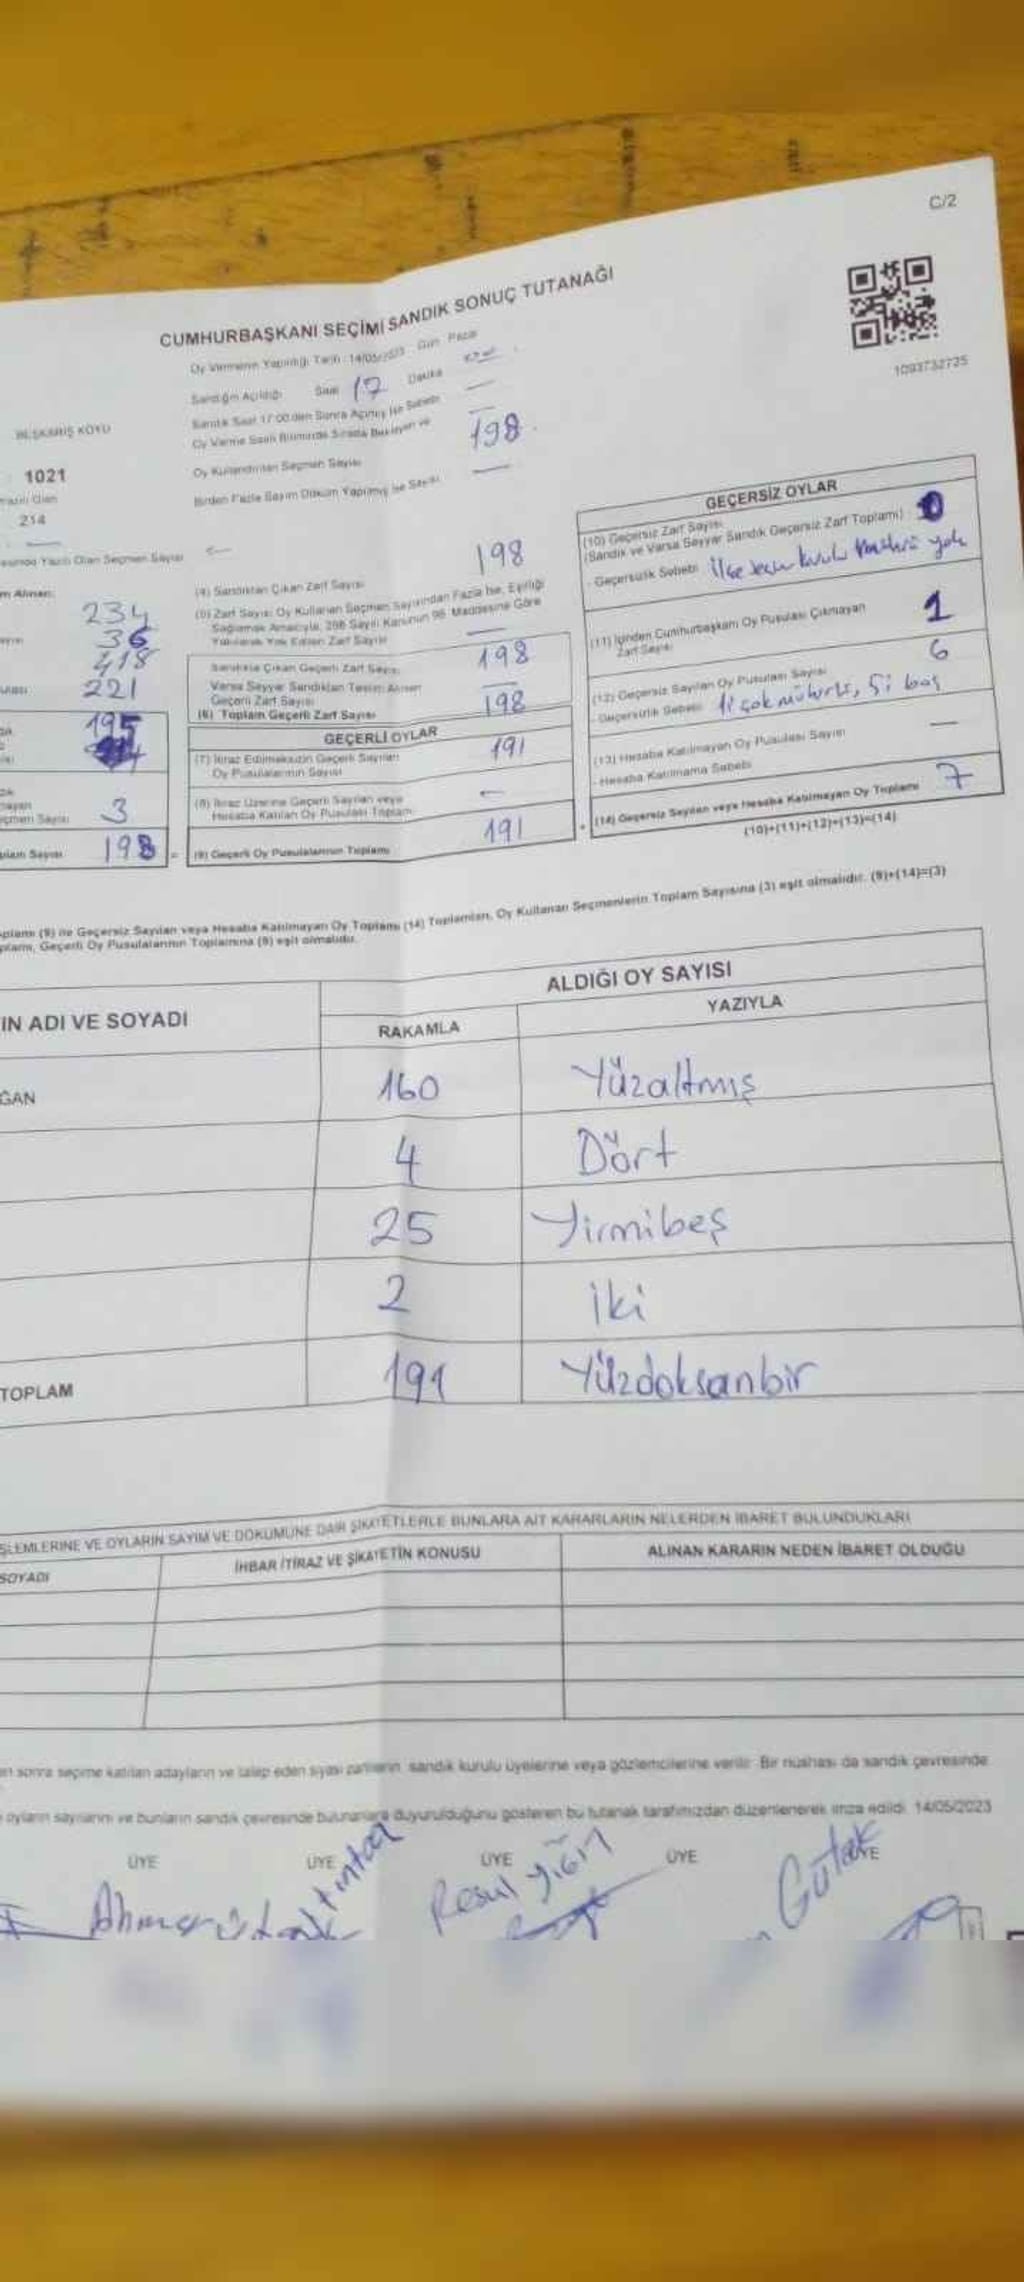 C/2
CUMHURBAŞKANI SEÇİMİ SANDIK SONUÇ TUTANAĞI
Oy Vermenin Yapıldığı Tarih : 14/05/2023 Gün : Pazar
1093732725
Sandığın Açıldığı Saat 17 Dakika
BEŞKARIŞ KÖYÜ
Sandık Saat 17:00'den Sonra Açılmış İse Sebebi —
Oy Verme Saati Bitiminde Sırada Bekleyen ve
Oy Kullandırılan Seçmen Sayısı 198
1021
Birden Fazla Sayım Döküm Yapılmış İse Sayısı —
214
Yazılı Olan Seçmen Sayısı
(4) Sandıktan Çıkan Zarf Sayısı 198
(5) Zarf Sayısı Oy Kullanan Seçmen Sayısından Fazla İse, Eşitliği
Sağlamak Amacıyla, 298 Sayılı Kanunun 98. Maddesine Göre
Yakılarak Yok Edilen Zarf Sayısı —
234
36
418
221
Sandıkta Çıkan Geçerli Zarf Sayısı 198
Varsa Seyyar Sandıktan Teslim Alınan
Geçerli Zarf Sayısı —
(6) Toplam Geçerli Zarf Sayısı 198
195
3
198
GEÇERLİ OYLAR
(7) İtiraz Edilmeksizin Geçerli Sayılan
Oy Pusulalarının Sayısı 191
(8) İtiraz Üzerine Geçerli Sayılan veya
Hesaba Katılan Oy Pusulası Toplamı —
(9) Geçerli Oy Pusulalarının Toplamı 191
GEÇERSİZ OYLAR
(10) Geçersiz Zarf Sayısı
(Sandık ve Varsa Seyyar Sandık Geçersiz Zarf Toplamı) : 0
Geçersizlik Sebebi: İlçe seçim kurulu mührü yok
(11) İçinden Cumhurbaşkanı Oy Pusulası Çıkmayan
Zarf Sayısı 1
(12) Geçersiz Sayılan Oy Pusulası Sayısı 6
Geçersizlik Sebebi 1i çok mühürlü, 5i boş
(13) Hesaba Katılmayan Oy Pusulası Sayısı —
Hesaba Katılmama Sebebi
(14) Geçersiz Sayılan veya Hesaba Katılmayan Oy Toplamı 7
(10)+(11)+(12)+(13)=(14)
(9) ile Geçersiz Sayılan veya Hesaba Katılmayan Oy Toplamı (14) Toplamları, Oy Kullanan Seçmenlerin Toplam Sayısına (3) eşit olmalıdır. (9)+(14)=(3)
Geçerli Oy Pusulalarının Toplamına (9) eşit olmalıdır.
IN ADI VE SOYADI
ALDIĞI OY SAYISI
RAKAMLA YAZIYLA
ĞAN 160 Yüzaltmış
4 Dört
25 Yirmibeş
2 iki
TOPLAM 191 Yüzdoksanbir
ŞLEMLERİNE VE OYLARIN SAYIM VE DÖKÜMÜNE DAİR ŞİKAYETLERLE BUNLARA AİT KARARLARIN NELERDEN İBARET BULUNDUKLARI
SOYADI İHBAR İTİRAZ VE ŞİKAYETİN KONUSU ALINAN KARARIN NEDEN İBARET OLDUĞU
sonra seçime katılan adayların ve talep eden siyasi partilerin sandık kurulu üyelerine veya gözlemcilerine verilir. Bir nüshası da sandık çevresinde
oyların sayılarını ve bunların sandık çevresinde bulunanlara duyurulduğunu gösteren bu tutanak tarafımızdan düzenlenerek imza edildi. 14/05/2023
ÜYE ÜYE ÜYE ÜYE
Resul Yiğit
Gütak